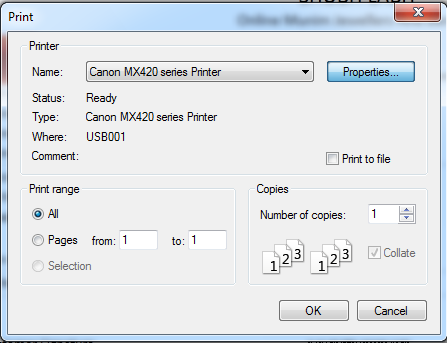 Print
Printer
Name: Canon MX420 series Printer Properties...
Status: Ready
Type: Canon MX420 series Printer
Where: USB001
Comment: Print to file
Print range
All
Pages from: 1 to: 1
Selection
Copies
Number of copies: 1
1 2 3 1 2 3 Collate
OK Cancel